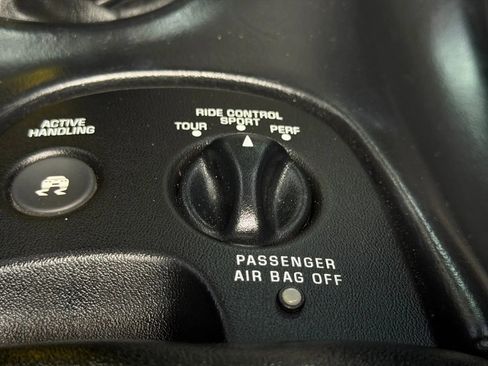 ACTIVE
HANDLING
RIDE CONTROL
TOUR SPORT PERF
PASSENGER
AIR BAG OFF